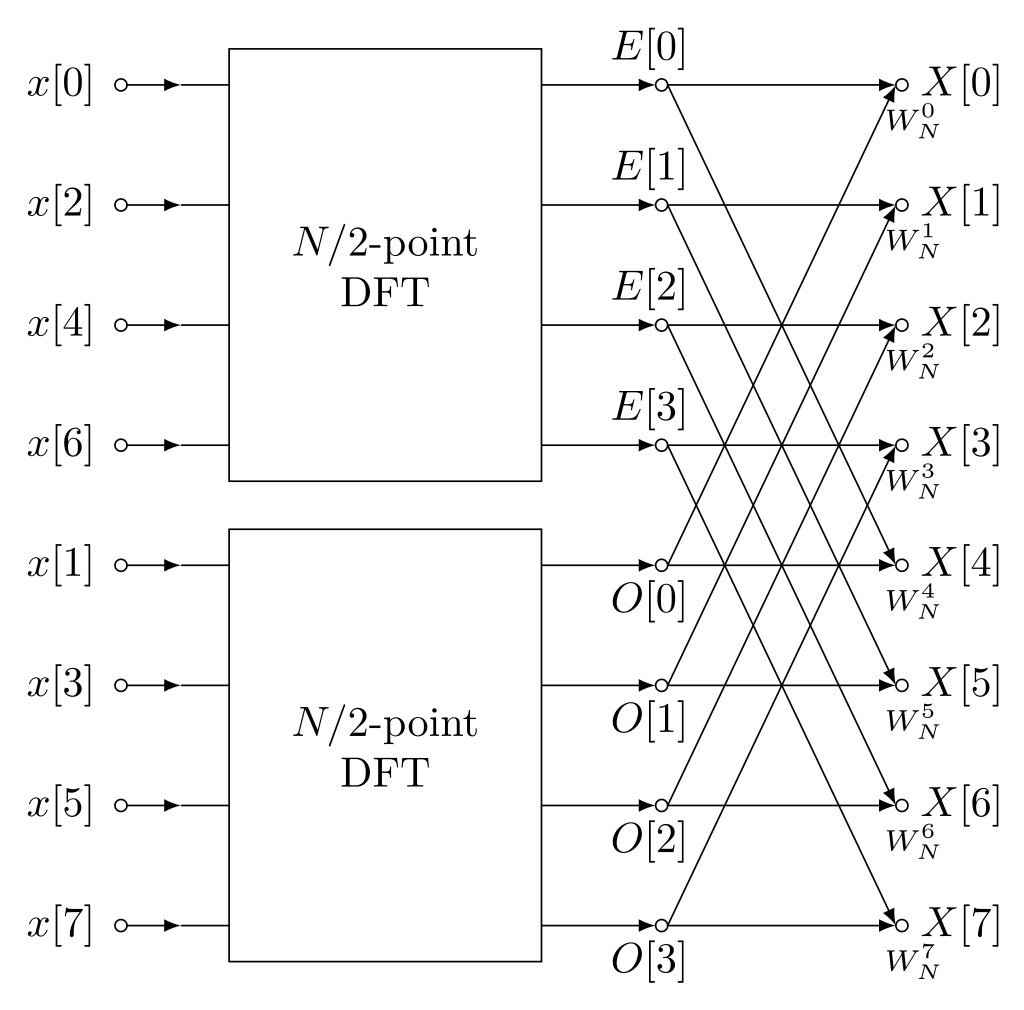 E[0]
x[0] X[0]
W_N^0
E[1]
x[2] X[1]
W_N^1
N/2-point
DFT
E[2]
x[4] X[2]
W_N^2
E[3]
x[6] X[3]
W_N^3
x[1] X[4]
O[0] W_N^4
x[3] X[5]
O[1] W_N^5
N/2-point
DFT
x[5] X[6]
O[2] W_N^6
x[7] X[7]
O[3] W_N^7